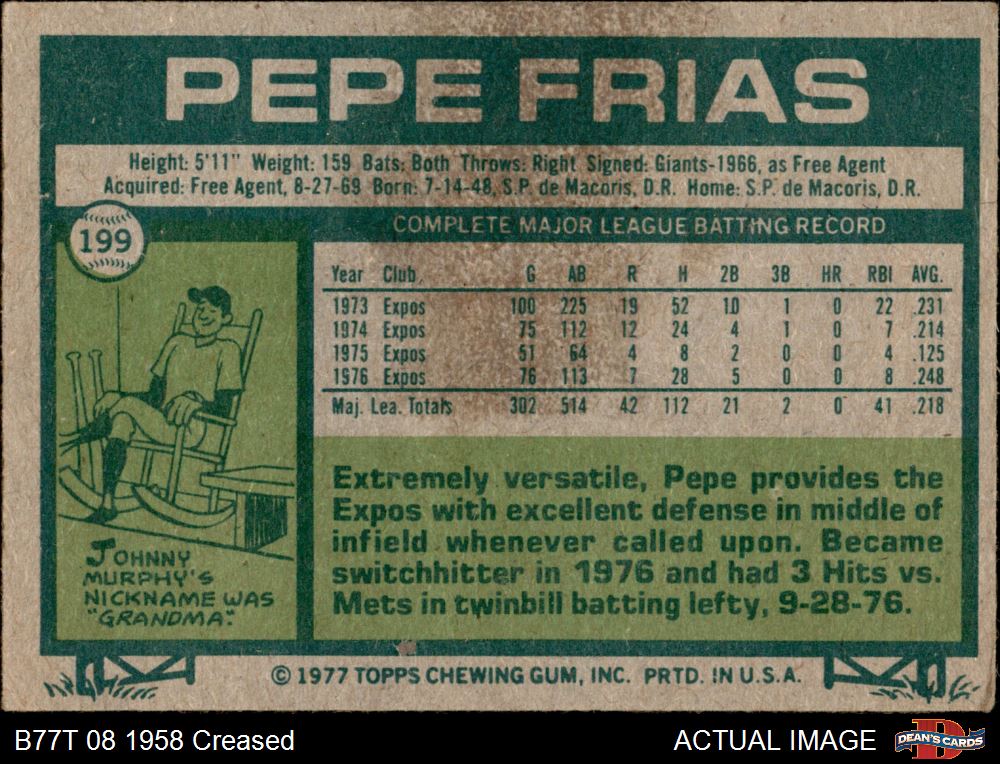 PEPE FRIAS
Height: 5'11" Weight: 159 Bats: Both Throws: Right Signed: Giants-1966, as Free Agent
Acquired: Free Agent, 8-27-69 Born: 7-14-48, S.P. de Macoris, D.R. Home: S.P. de Macoris, D.R.
199
COMPLETE MAJOR LEAGUE BATTING RECORD
Year Club G AB R H 2B 3B HR RBI AVG.
1973 Expos 100 225 19 52 10 1 0 22 .231
1974 Expos 75 112 12 24 4 1 0 7 .214
1975 Expos 51 64 4 8 2 0 0 4 .125
1976 Expos 76 113 7 28 5 0 0 8 .248
Maj. Lea. Totals 302 514 42 112 21 2 0 41 .218
JOHNNY
MURPHY'S
NICKNAME WAS
"GRANDMA."
Extremely versatile, Pepe provides the
Expos with excellent defense in middle of
infield whenever called upon. Became
switchhitter in 1976 and had 3 Hits vs.
Mets in twinbill batting lefty, 9-28-76.
© 1977 TOPPS CHEWING GUM, INC. PRTD. IN U.S.A.
B77T 08 1958 Creased
ACTUAL IMAGE
D
DEAN'S CARDS